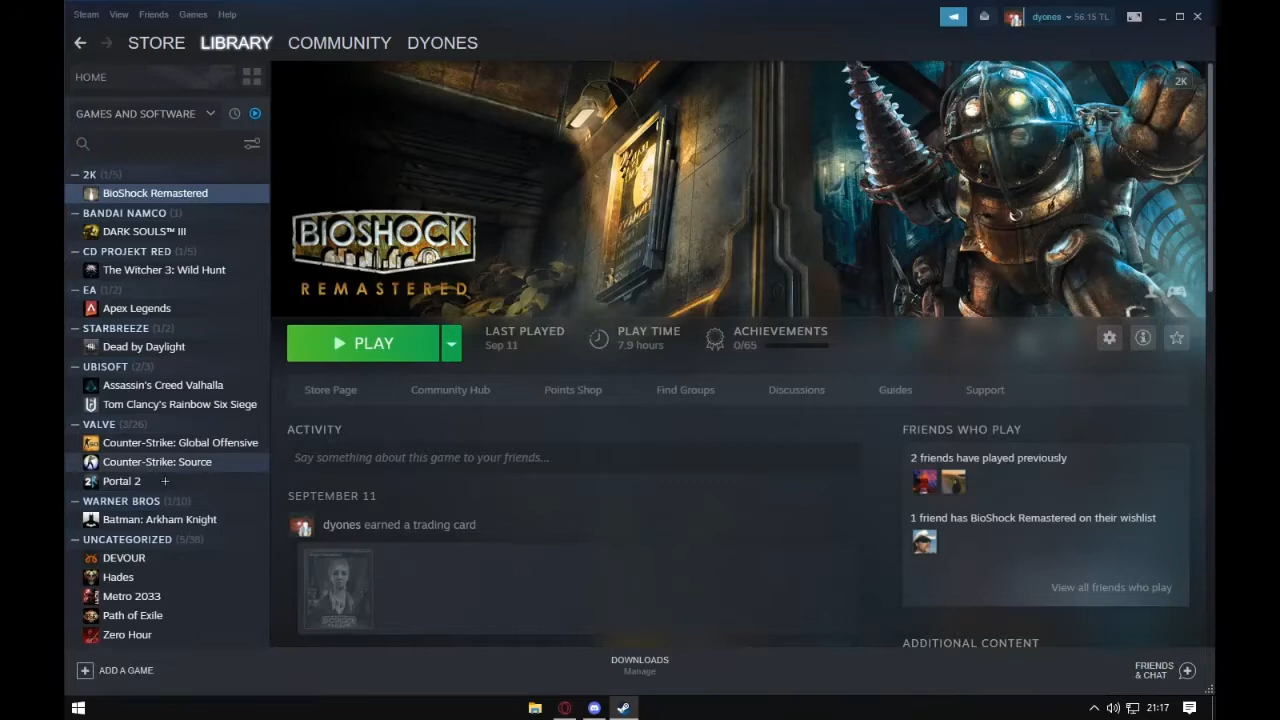 Steam View Friends Games Help
dyones 56.15 TL
STORE LIBRARY COMMUNITY DYONES
HOME
GAMES AND SOFTWARE
2K (1/5)
BioShock Remastered
BANDAI NAMCO (1)
DARK SOULS™ III
CD PROJEKT RED (1/5)
The Witcher 3: Wild Hunt
EA (1/2)
Apex Legends
STARBREEZE (1/2)
Dead by Daylight
UBISOFT (2/3)
Assassin's Creed Valhalla
Tom Clancy's Rainbow Six Siege
VALVE (3/26)
Counter-Strike: Global Offensive
Counter-Strike: Source
Portal 2
WARNER BROS (1/10)
Batman: Arkham Knight
UNCATEGORIZED (5/38)
DEVOUR
Hades
Metro 2033
Path of Exile
Zero Hour
ADD A GAME
2K
BIOSHOCK
REMASTERED
PLAY
LAST PLAYED
Sep 11
PLAY TIME
7.9 hours
ACHIEVEMENTS
0/65
Store Page Community Hub Points Shop Find Groups Discussions Guides Support
ACTIVITY
Say something about this game to your friends...
SEPTEMBER 11
dyones earned a trading card
FRIENDS WHO PLAY
2 friends have played previously
1 friend has BioShock Remastered on their wishlist
View all friends who play
ADDITIONAL CONTENT
DOWNLOADS
Manage
FRIENDS
& CHAT
21:17